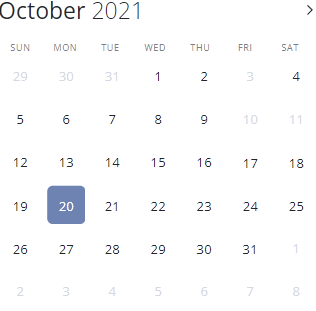 October 2021
SUN MON TUE WED THU FRI SAT
29 30 31 1 2 3 4
5 6 7 8 9 10 11
12 13 14 15 16 17 18
19 20 21 22 23 24 25
26 27 28 29 30 31 1
2 3 4 5 6 7 8